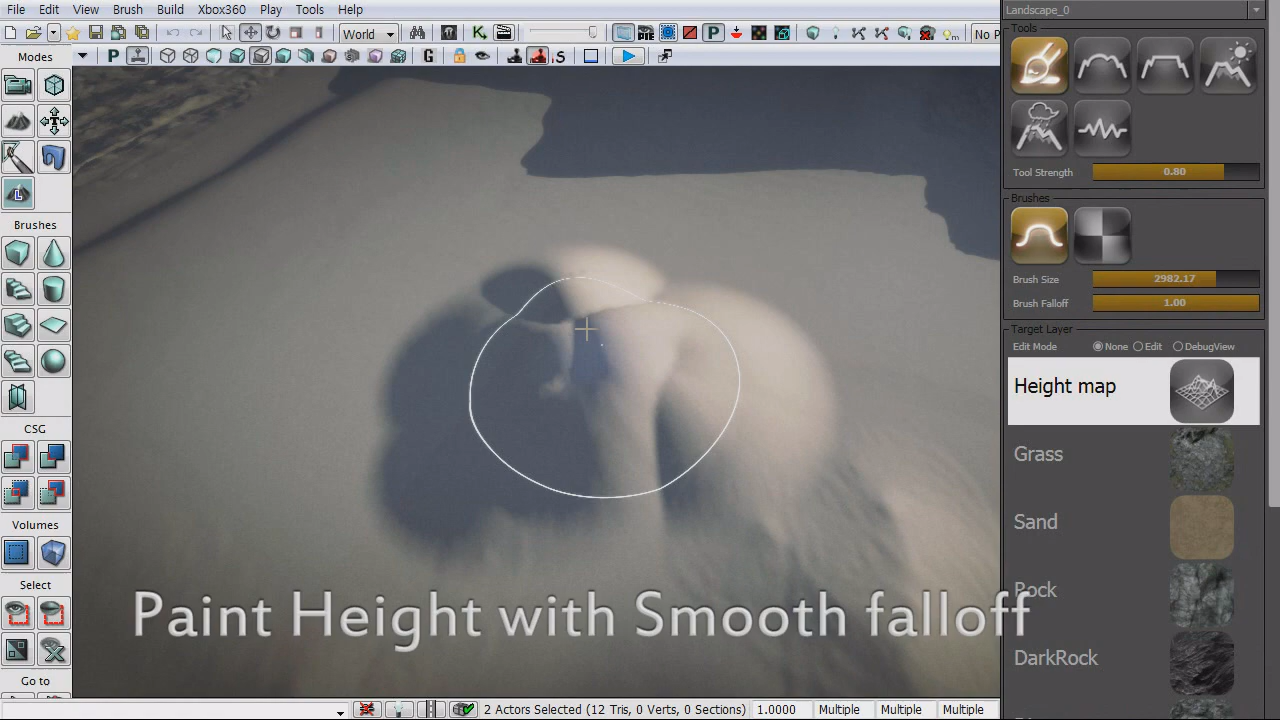 File Edit View Brush Build Xbox360 Play Tools Help
Landscape_0
World
No P
Modes
P
G
S
Tools
Tool Strength 0.80
Brushes
Brushes
Brush Size 2982.17
Brush Falloff 1.00
Target Layer
Edit Mode None Edit DebugView
Height map
CSG
Grass
Sand
Volumes
Select
Rock
Paint Height with Smooth falloff
DarkRock
Go to
2 Actors Selected (12 Tris, 0 Verts, 0 Sections) 1.0000 Multiple Multiple Multiple